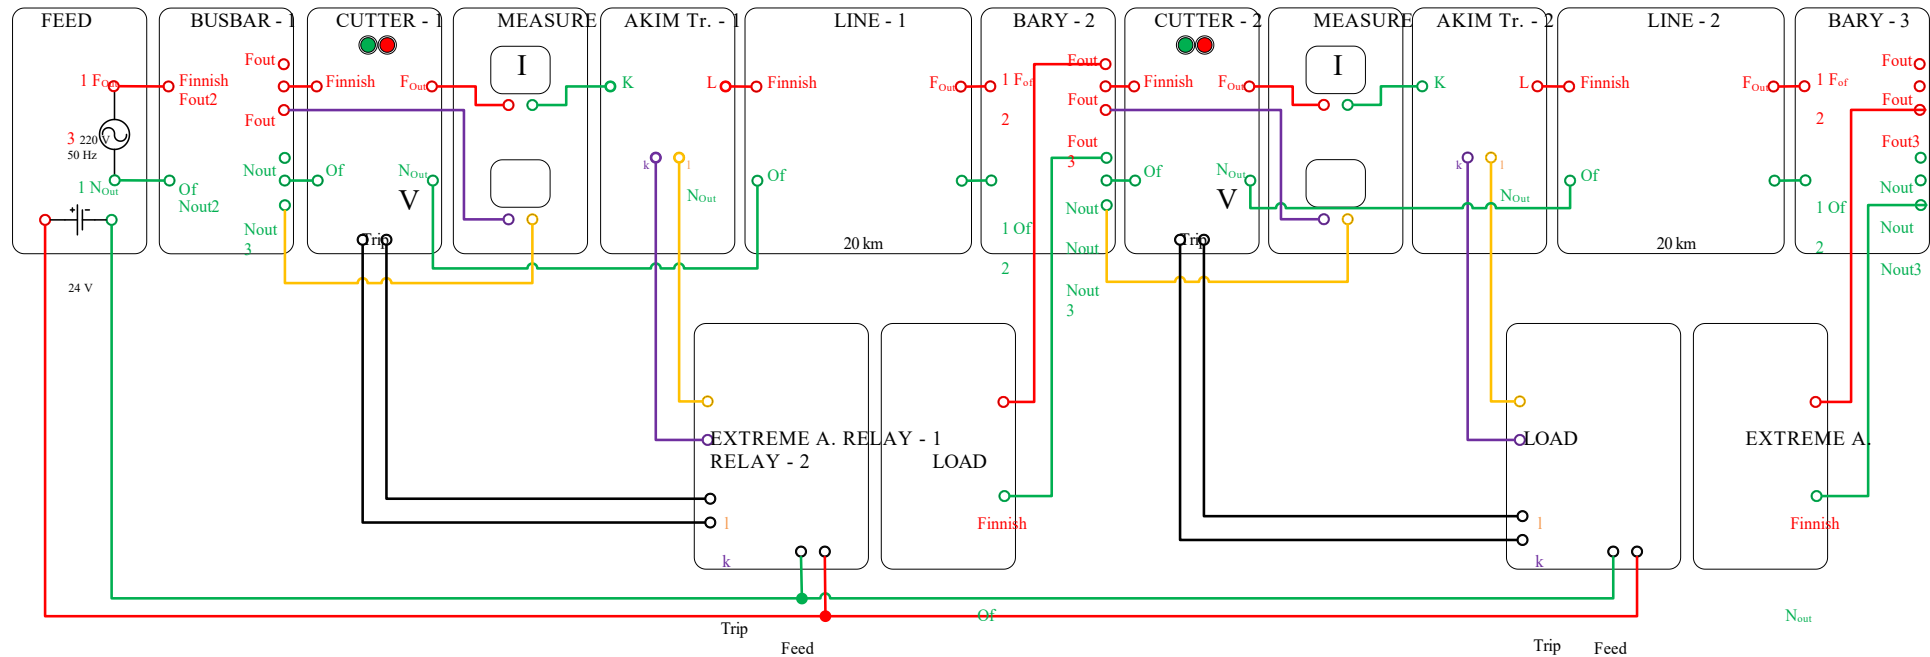 FEED
BUSBAR - 1
CUTTER - 1
MEASURE
AKIM Tr. - 1
LINE - 1
BARY - 2
CUTTER - 2
MEASURE
AKIM Tr. - 2
LINE - 2
BARY - 3
1 FOut
Finnish
Fout2
Fout
Fout
Finnish
FOut
I
K
L
Finnish
FOut
1 Fof
2
Fout
Fout
Fout
3
Finnish
FOut
I
K
L
Finnish
FOut
1 Fof
2
Fout
Fout
Fout3
3 220 V
50 Hz
1 NOut
Of
Nout2
Nout
Nout
3
Of
NOut
V
k
l
NOut
Of
1 Of
2
Nout
Nout
Nout
3
Of
NOut
V
k
l
NOut
Of
1 Of
2
Nout
Nout
Nout3
+
-
24 V
Trip
20 km
Trip
20 km
EXTREME A. RELAY - 1
RELAY - 2
LOAD
LOAD
EXTREME A.
l
k
Finnish
l
k
Finnish
Of
Nout
Trip
Feed
Trip
Feed